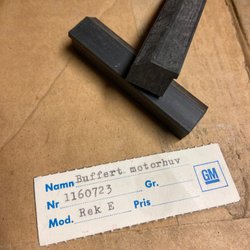 Namn Buffert motorhuv
Nr 1160723 Gr.
Mod. Rek E Pris
GM